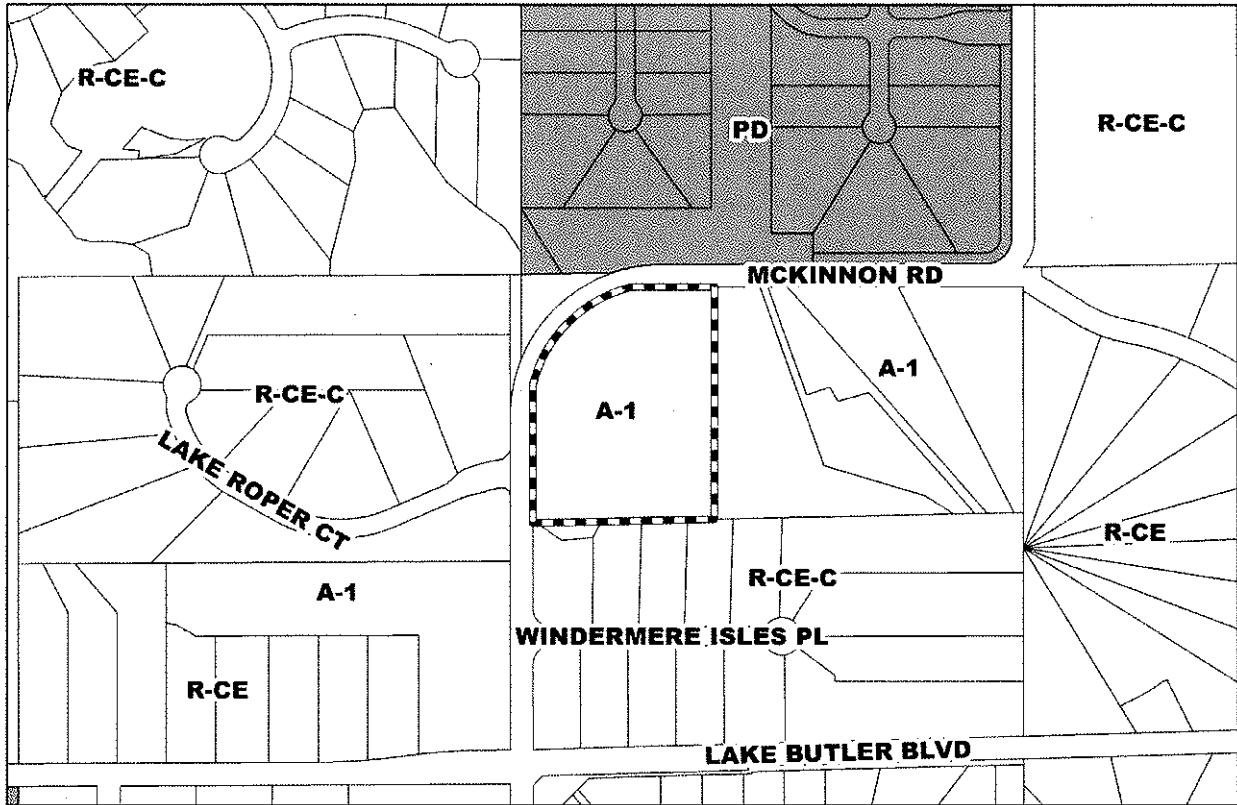 R-CE-C
PD
R-CE-C
MCKINNON RD
A-1
R-CE-C
A-1
LAKE ROPER CT
R-CE
R-CE-C
A-1
WINDERMERE ISLES PL
R-CE
LAKE BUTLER BLVD